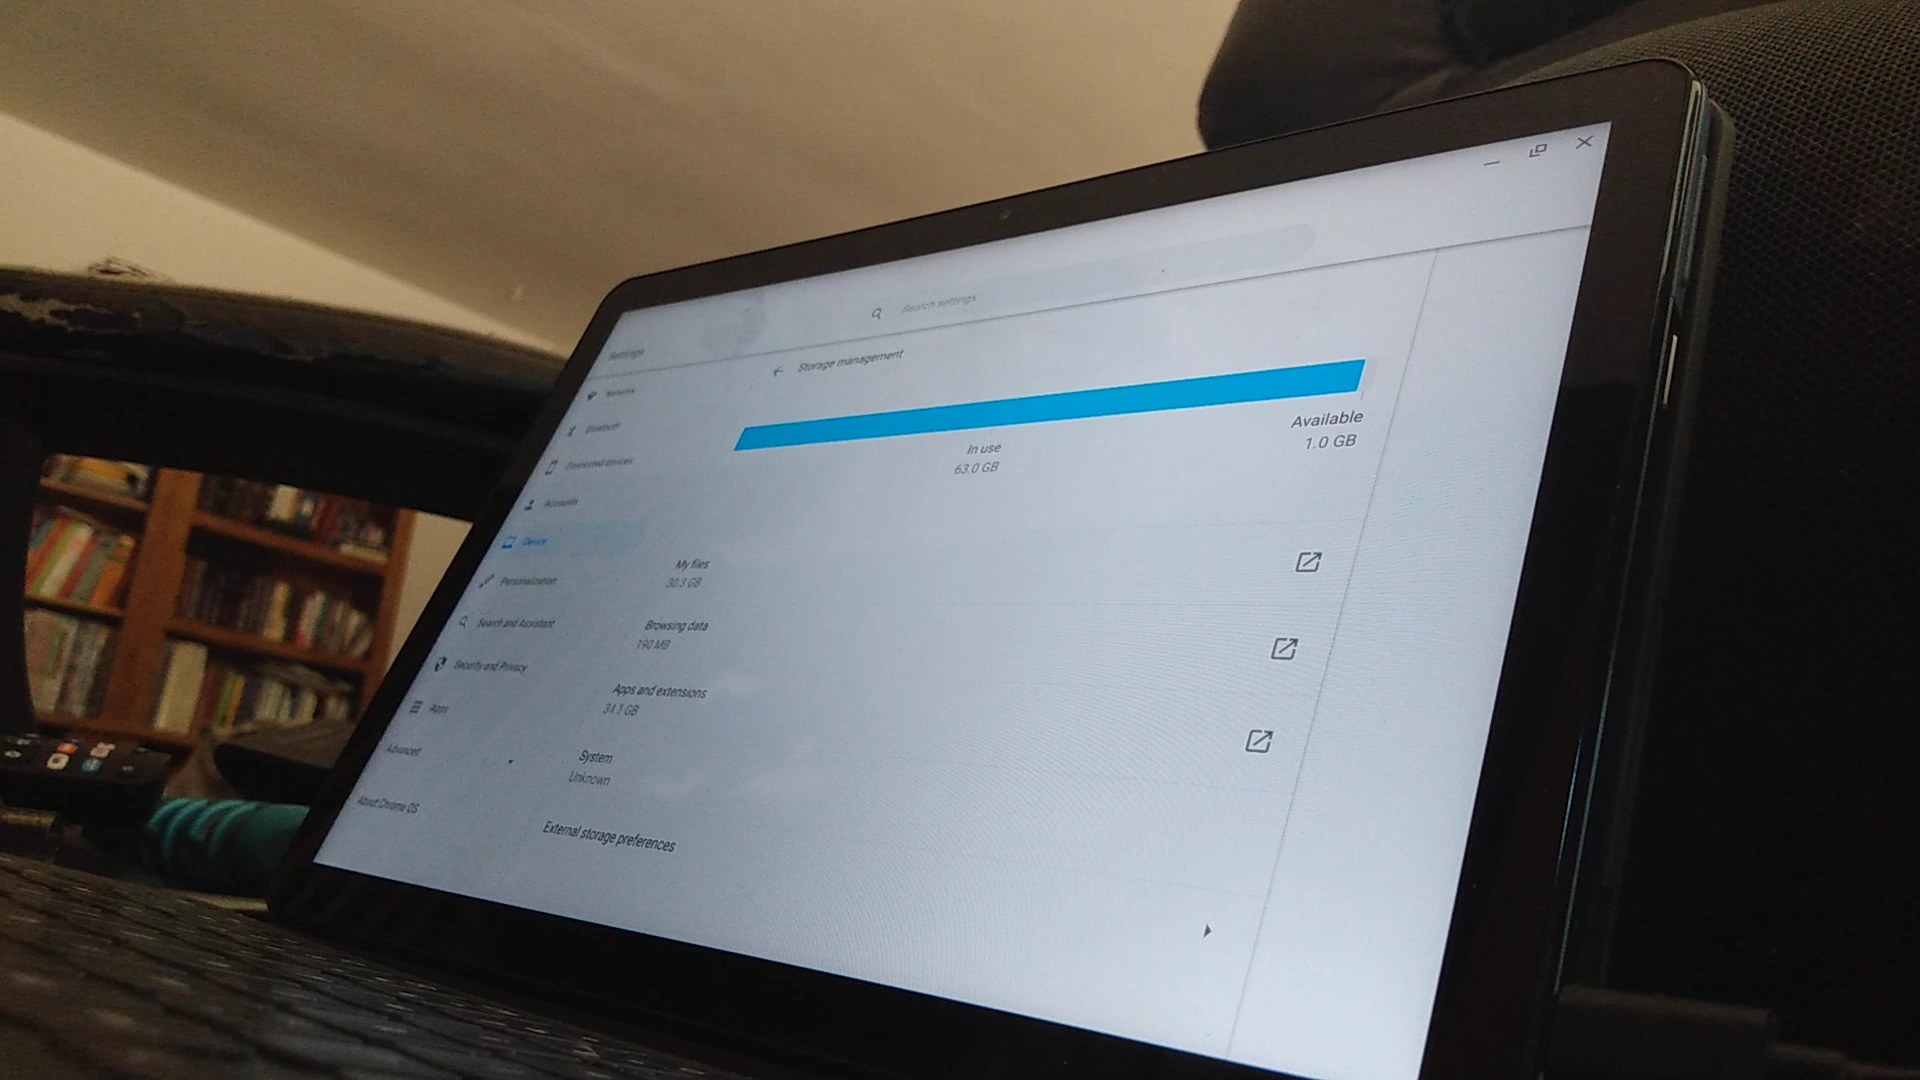 Settings
Search settings
Network
Bluetooth
Connected devices
Accounts
Device
Personalization
Search and Assistant
Security and Privacy
Apps
Advanced
About Chrome OS
Storage management
In use
63.0 GB
Available
1.0 GB
My files
30.3 GB
Browsing data
190 MB
Apps and extensions
34.1 GB
System
Unknown
External storage preferences